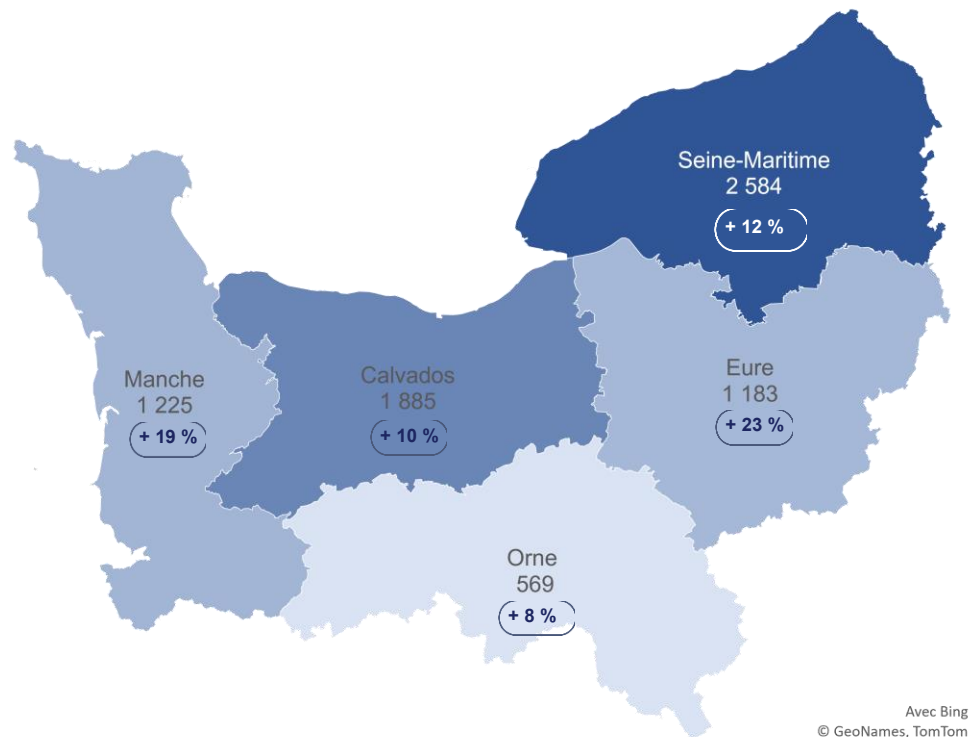 Seine-Maritime
2 584
+ 12 %
Manche
1 225
+ 19 %
Calvados
1 885
+ 10 %
Eure
1 183
+ 23 %
Orne
569
+ 8 %
Avec Bing
© GeoNames, TomTom